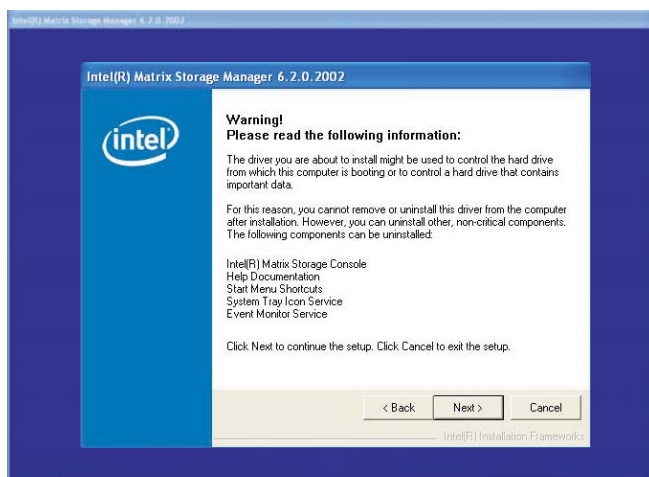 Intel(R) Matrix Storage Manager 6.2.0.2003
Intel(R) Matrix Storage Manager 6.2.0.2002
intel
Warning!
Please read the following information:
The driver you are about to install might be used to control the hard drive
from which this computer is booting or to control a hard drive that contains
important data.
For this reason, you cannot remove or uninstall this driver from the computer
after installation. However, you can uninstall other, non-critical components.
The following components can be uninstalled:
Intel(R) Matrix Storage Console
Help Documentation
Start Menu Shortcuts
System Tray Icon Service
Event Monitor Service
Click Next to continue the setup. Click Cancel to exit the setup.
< Back Next > Cancel
Intel(R) Installation Frameworks